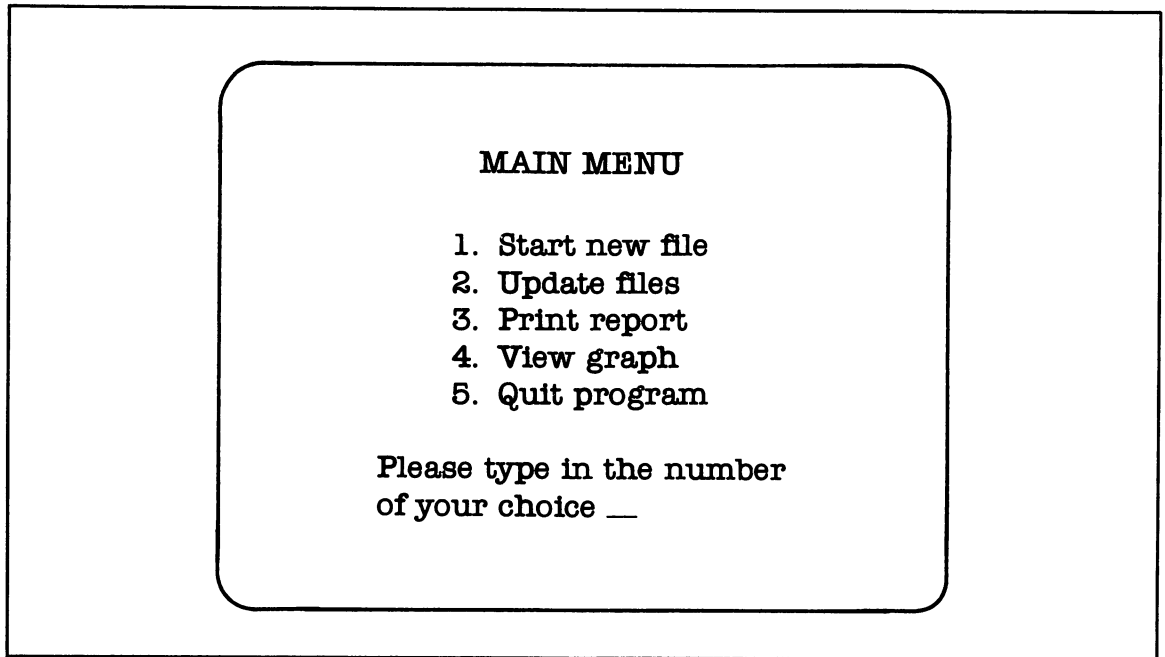 MAIN MENU
1. Start new file
2. Update files
3. Print report
4. View graph
5. Quit program
Please type in the number
of your choice __